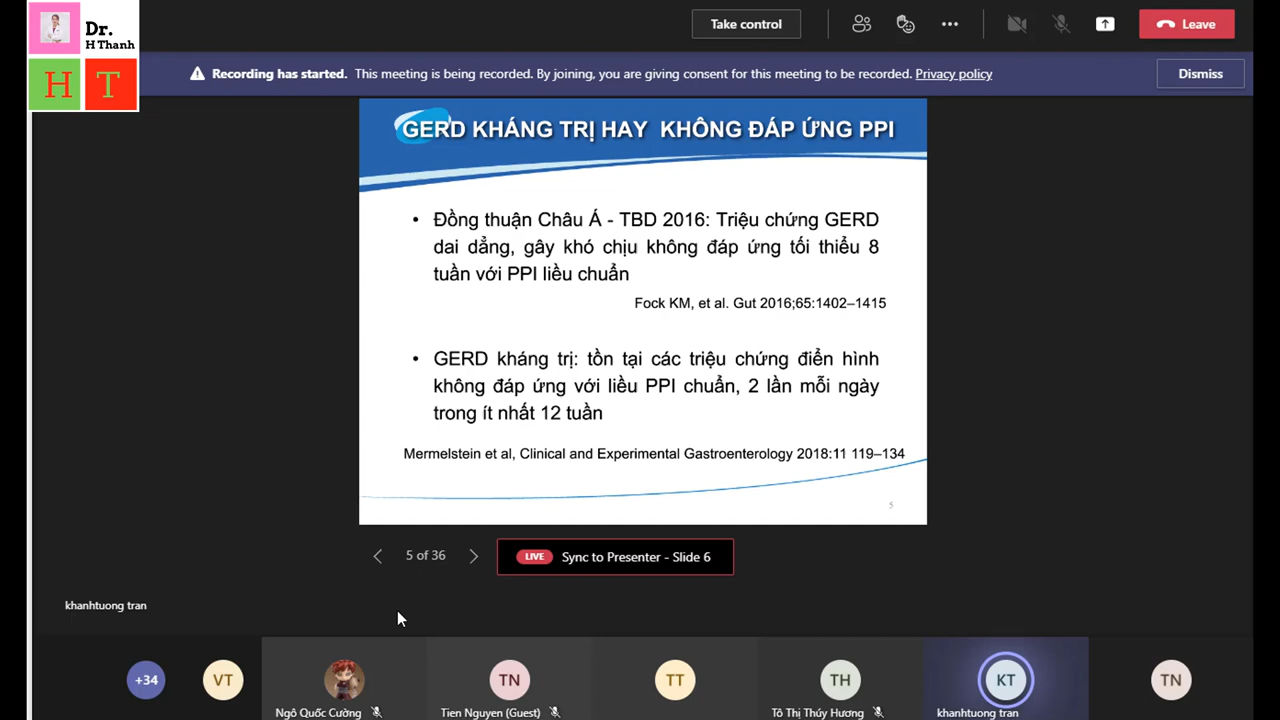 Dr.
H Thanh
H T
Take control
Leave
Recording has started. This meeting is being recorded. By joining, you are giving consent for this meeting to be recorded. Privacy policy
Dismiss
GERD KHÁNG TRỊ HAY KHÔNG ĐÁP ỨNG PPI
• Đồng thuận Châu Á - TBD 2016: Triệu chứng GERD
dai dẳng, gây khó chịu không đáp ứng tối thiểu 8
tuần với PPI liều chuẩn
Fock KM, et al. Gut 2016;65:1402–1415
• GERD kháng trị: tồn tại các triệu chứng điển hình
không đáp ứng với liều PPI chuẩn, 2 lần mỗi ngày
trong ít nhất 12 tuần
Mermelstein et al, Clinical and Experimental Gastroenterology 2018:11 119–134
5
5 of 36
LIVE Sync to Presenter - Slide 6
khanhtuong tran
+34 VT TN TT TH KT TN
Ngô Quốc Cường Tien Nguyen (Guest) Tô Thị Thúy Hương khanhtuong tran